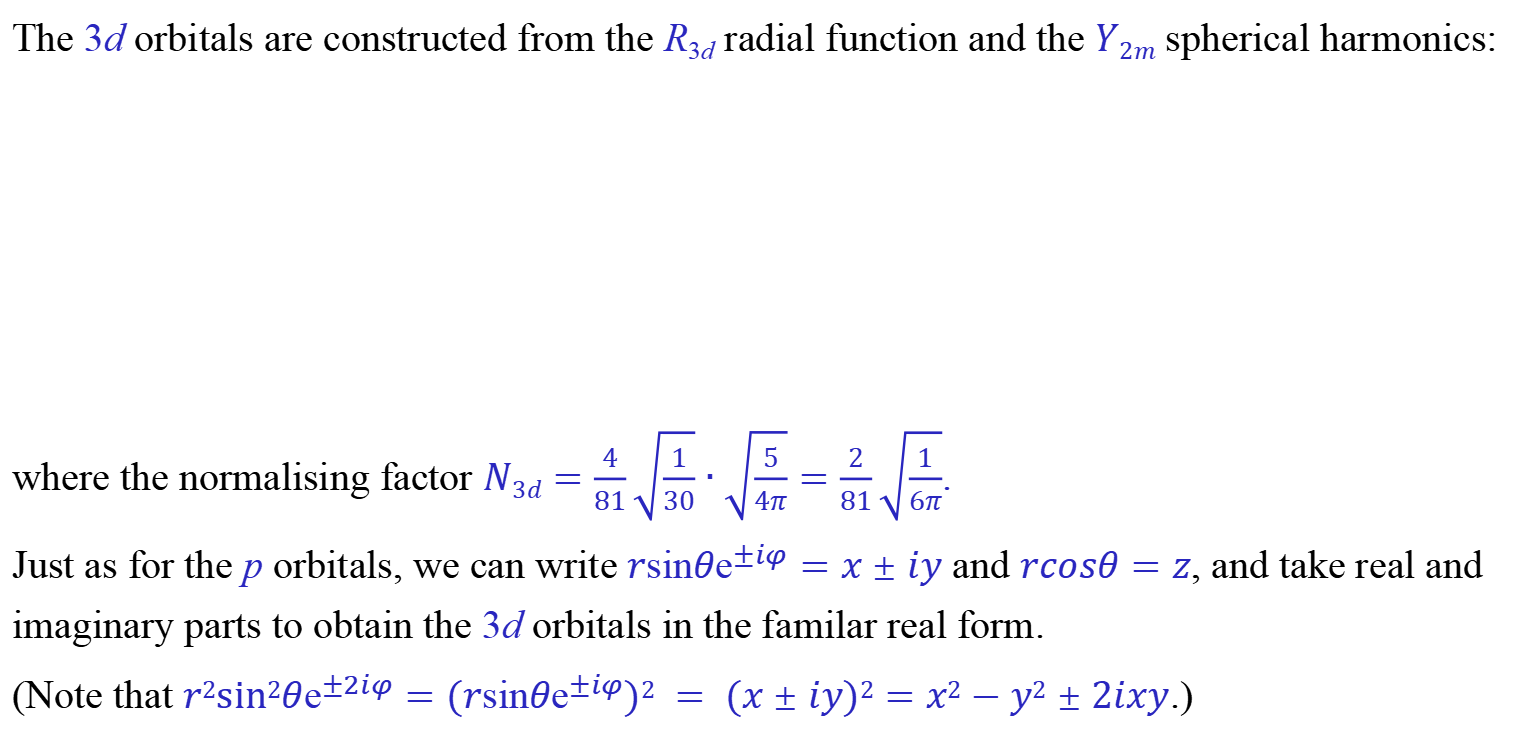 The 3d orbitals are constructed from the R₃d radial function and the Y₂ₘ spherical harmonics:
where the normalising factor N₃d = 4/81 √(1/30) · √(5/4π) = 2/81 √(1/6π).
Just as for the p orbitals, we can write rsinθe^±iφ = x ± iy and rcosθ = z, and take real and
imaginary parts to obtain the 3d orbitals in the familar real form.
(Note that r²sin²θe^±2iφ = (rsinθe^±iφ)² = (x ± iy)² = x² − y² ± 2ixy.)